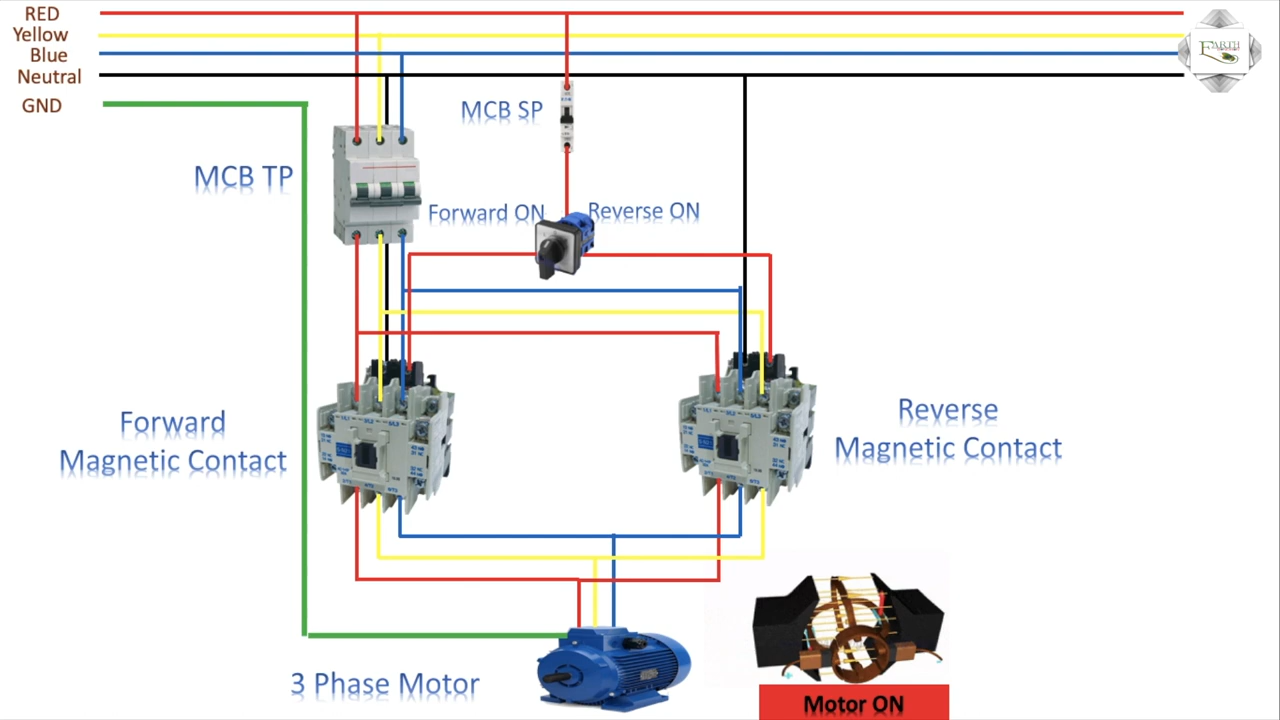 RED
Yellow
Blue
Neutral
GND
EARTH
MCB SP
MCB TP
Forward ON
Reverse ON
Forward
Magnetic Contact
Reverse
Magnetic Contact
3 Phase Motor
Motor ON